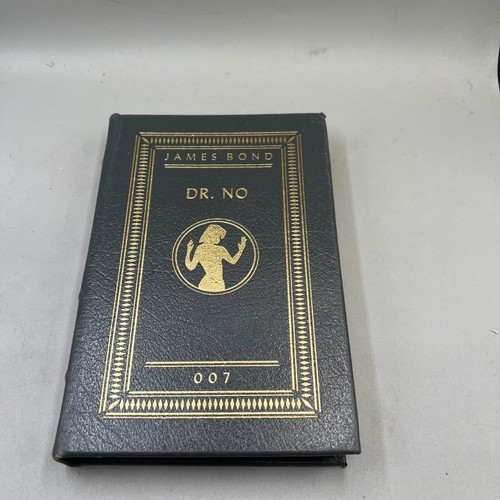 JAMES BOND
DR. NO
007